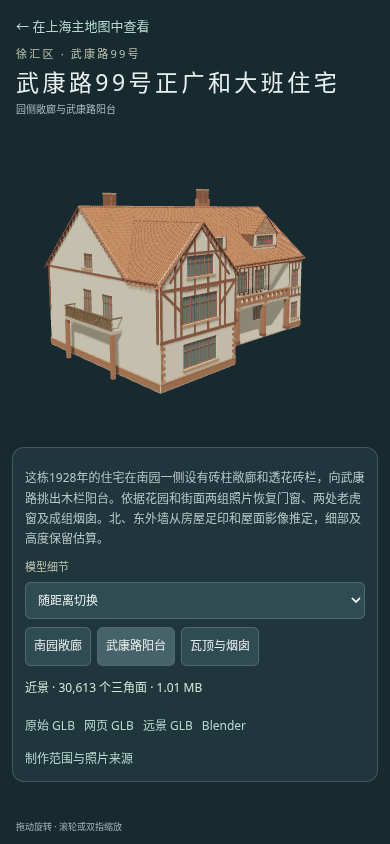 ← 在上海主地图中查看
徐汇区 · 武康路99号
武康路99号正广和大班住宅
园侧敞廊与武康路阳台
这栋1928年的住宅在南园一侧设有砖柱敞廊和透花砖栏，向武康
路挑出木栏阳台。依据花园和街面两组照片恢复门窗、两处老虎
窗及成组烟囱。北、东外墙从房屋足印和屋面影像推定，细部及
高度保留估算。
模型细节
随距离切换
南园敞廊 武康路阳台 瓦顶与烟囱
近景 · 30,613 个三角面 · 1.01 MB
原始 GLB 网页 GLB 远景 GLB Blender
制作范围与照片来源
拖动旋转 · 滚轮或双指缩放